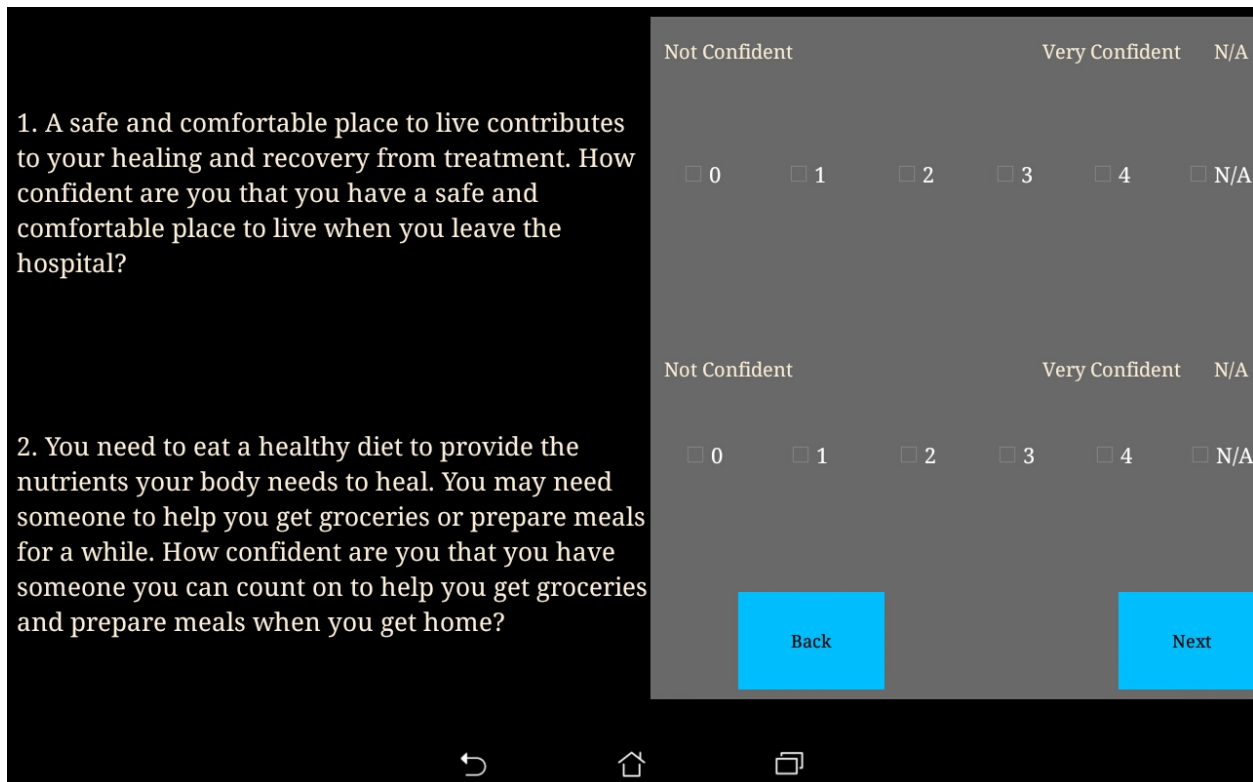 Not Confident Very Confident N/A
1. A safe and comfortable place to live contributes
to your healing and recovery from treatment. How
confident are you that you have a safe and
comfortable place to live when you leave the
hospital?
0 1 2 3 4 N/A
Not Confident Very Confident N/A
2. You need to eat a healthy diet to provide the
nutrients your body needs to heal. You may need
someone to help you get groceries or prepare meals
for a while. How confident are you that you have
someone you can count on to help you get groceries
and prepare meals when you get home?
0 1 2 3 4 N/A
Back Next